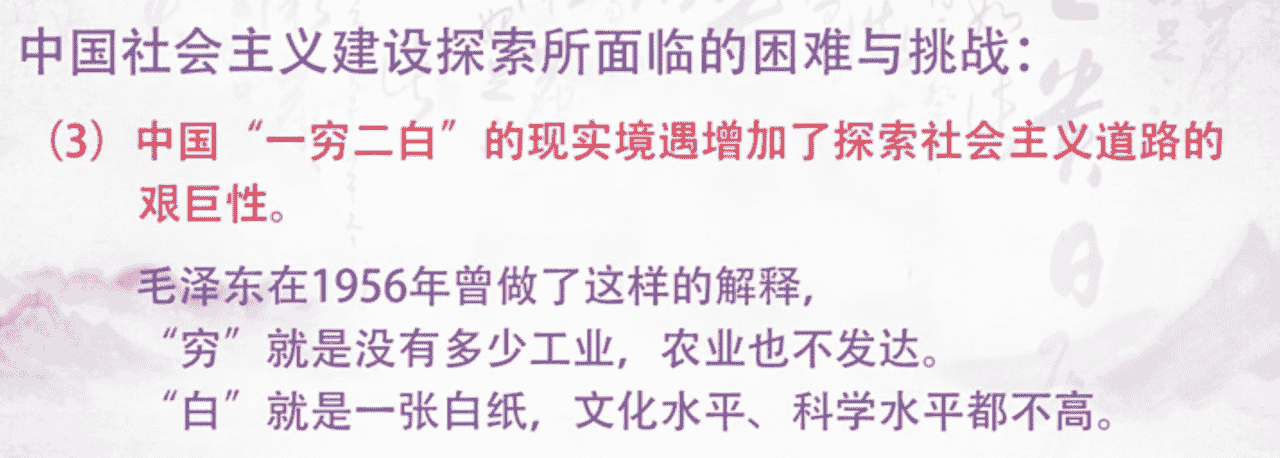 中国社会主义建设探索所面临的困难与挑战：
（3）中国“一穷二白”的现实境遇增加了探索社会主义道路的
艰巨性。
毛泽东在1956年曾做了这样的解释，
“穷”就是没有多少工业，农业也不发达。
“白”就是一张白纸，文化水平、科学水平都不高。